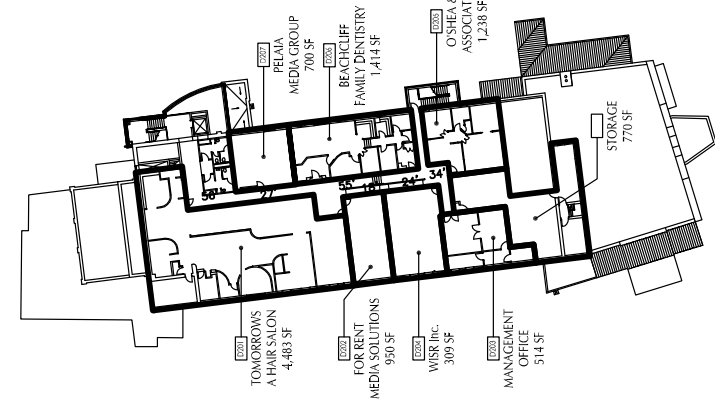 D207
PELAIA
MEDIA GROUP
700 SF
D206
BEACHCLIFF
FAMILY DENTISTRY
1,414 SF
D205
O'SHEA &
ASSOCIAT
1,238 SF
STORAGE
770 SF
56'
27'
55'
18'
24'
34'
D201
TOMORROWS
A HAIR SALON
4,483 SF
D202
FOR RENT
MEDIA SOLUTIONS
950 SF
D204
WISR Inc.
309 SF
D203
MANAGEMENT
OFFICE
514 SF